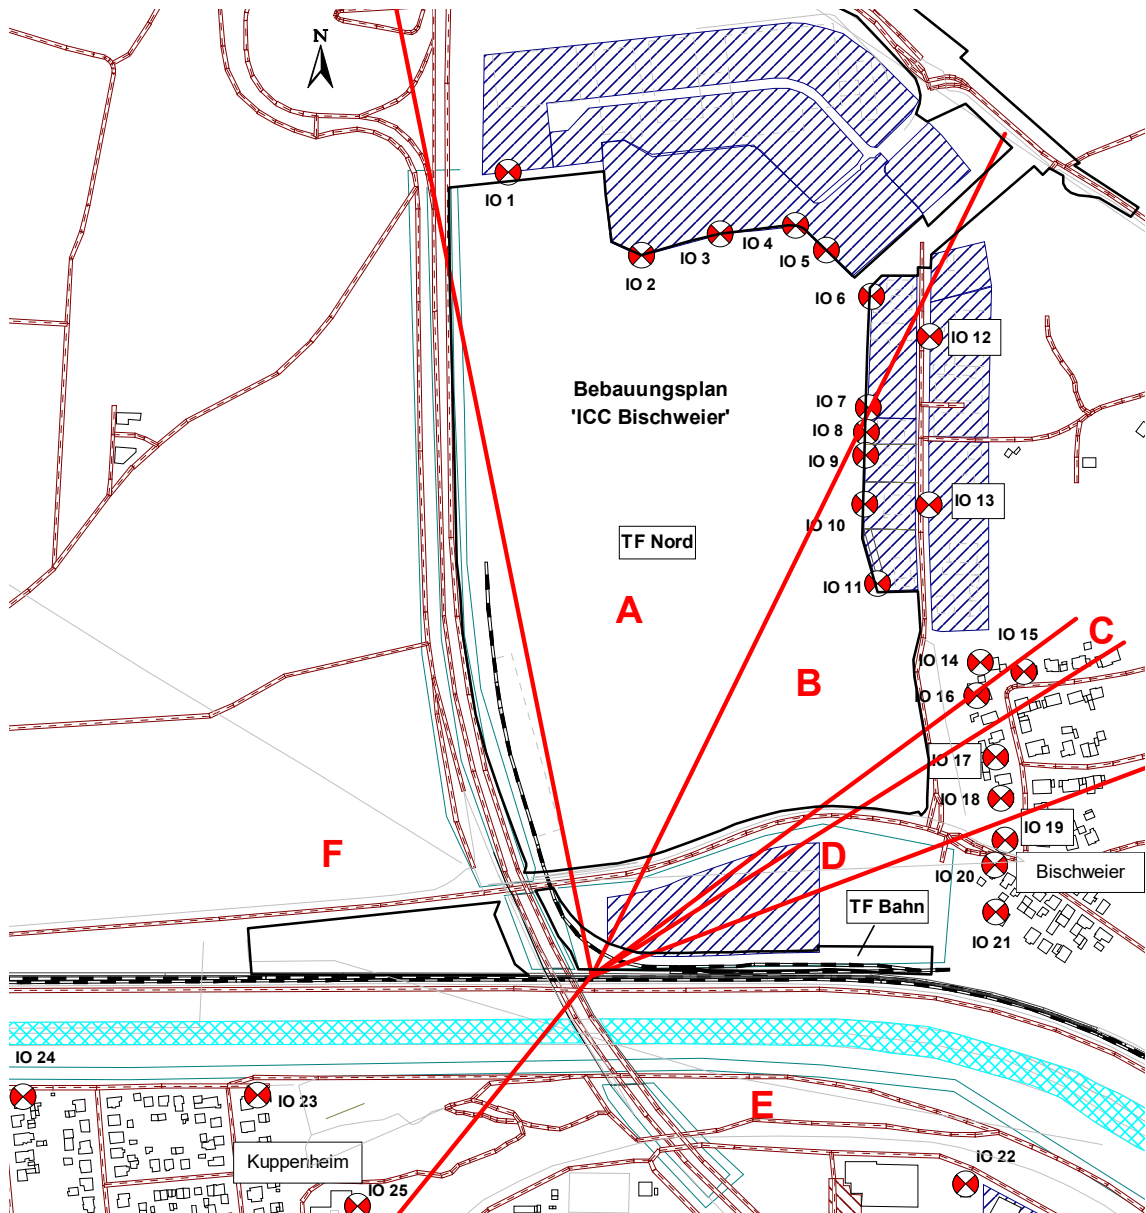 N
IO 1
IO 2
IO 3
IO 4
IO 5
IO 6
IO 12
Bebauungsplan
'ICC Bischweier'
IO 7
IO 8
IO 9
IO 13
IO 10
TF Nord
IO 11
A
IO 15
C
IO 14
B
IO 16
IO 17
IO 18
IO 19
F
D
IO 20
Bischweier
TF Bahn
IO 21
IO 24
IO 23
E
Kuppenheim
IO 22
IO 25